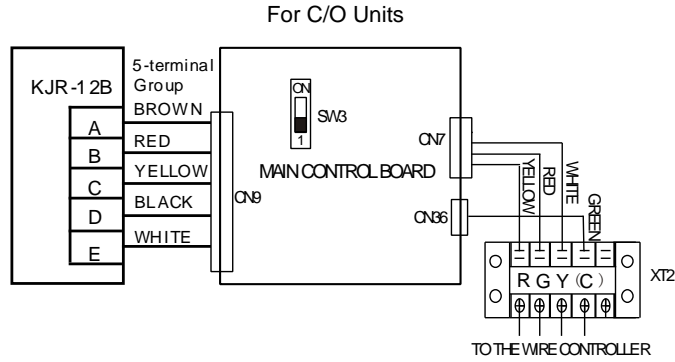 For C/O Units
KJR-12B
5-terminal
Group
A
BROWN
B
RED
C
YELLOW
D
BLACK
E
WHITE
CN9
ON
SW3
1
MAIN CONTROL BOARD
CN7
CN36
YELLOW
RED
WHITE
GREEN
R G Y (C)
XT2
TO THE WIRE CONTROLLER